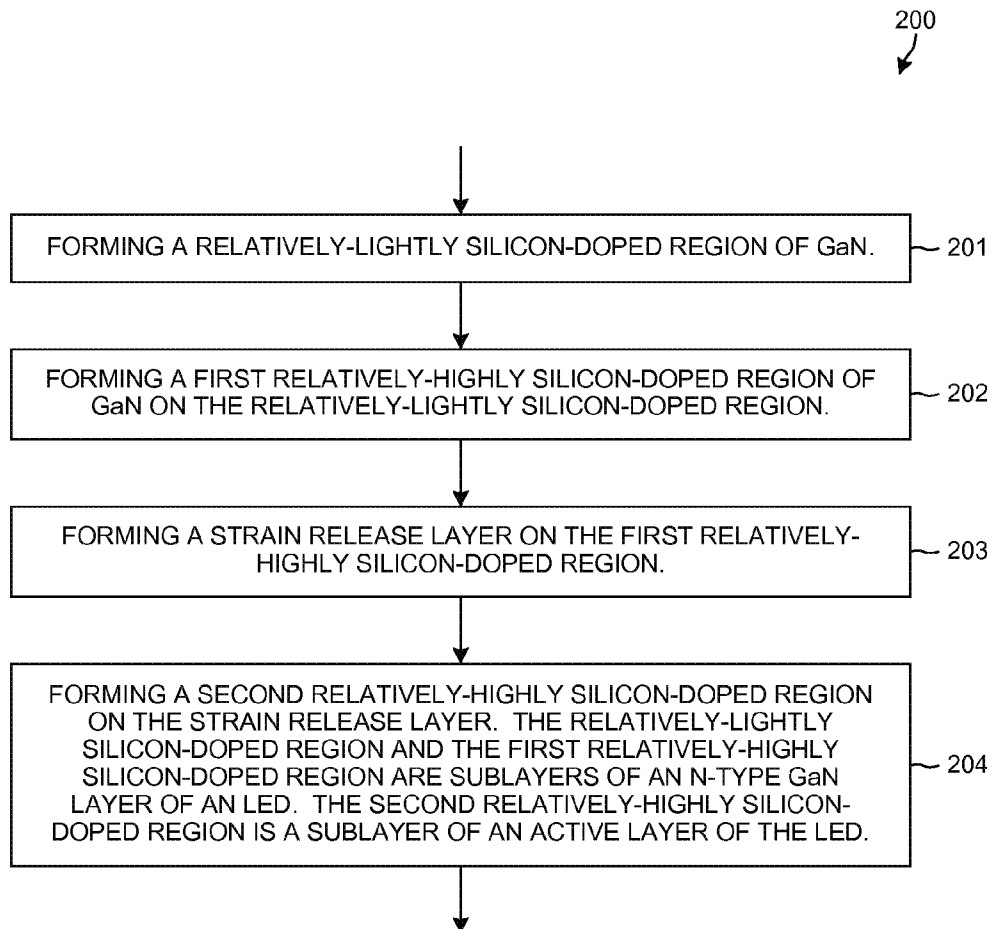 200
FORMING A RELATIVELY-LIGHTLY SILICON-DOPED REGION OF GaN.
201
FORMING A FIRST RELATIVELY-HIGHLY SILICON-DOPED REGION OF
GaN ON THE RELATIVELY-LIGHTLY SILICON-DOPED REGION.
202
FORMING A STRAIN RELEASE LAYER ON THE FIRST RELATIVELY-
HIGHLY SILICON-DOPED REGION.
203
FORMING A SECOND RELATIVELY-HIGHLY SILICON-DOPED REGION
ON THE STRAIN RELEASE LAYER. THE RELATIVELY-LIGHTLY
SILICON-DOPED REGION AND THE FIRST RELATIVELY-HIGHLY
SILICON-DOPED REGION ARE SUBLAYERS OF AN N-TYPE GaN
LAYER OF AN LED. THE SECOND RELATIVELY-HIGHLY SILICON-
DOPED REGION IS A SUBLAYER OF AN ACTIVE LAYER OF THE LED.
204